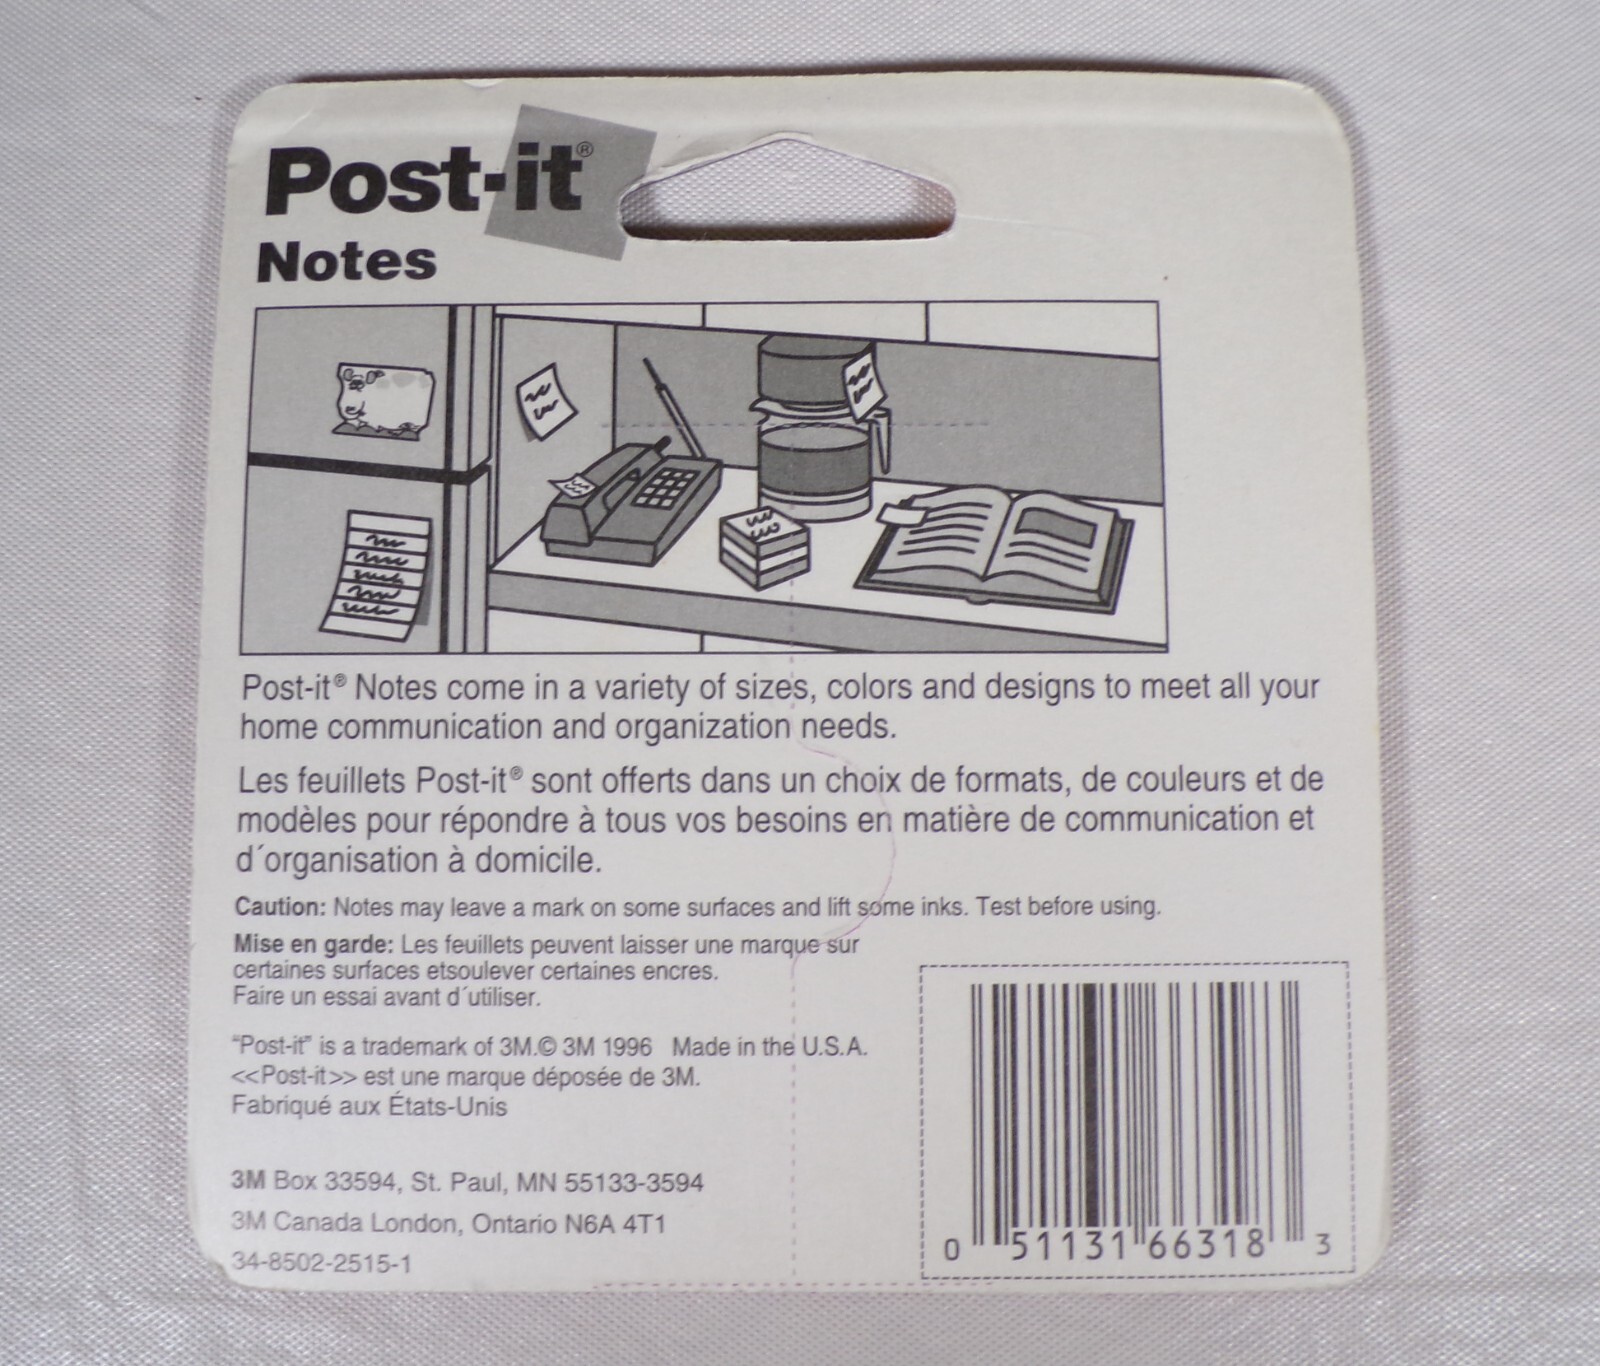 Post-it®
Notes
Post-it® Notes come in a variety of sizes, colors and designs to meet all your
home communication and organization needs.
Les feuillets Post-it® sont offerts dans un choix de formats, de couleurs et de
modèles pour répondre à tous vos besoins en matière de communication et
d´organisation à domicile.
Caution: Notes may leave a mark on some surfaces and lift some inks. Test before using.
Mise en garde: Les feuillets peuvent laisser une marque sur
certaines surfaces etsoulever certaines encres.
Faire un essai avant d´utiliser.
“Post-it” is a trademark of 3M.© 3M 1996 Made in the U.S.A.
<<Post-it>> est une marque déposée de 3M.
Fabriqué aux États-Unis
3M Box 33594, St. Paul, MN 55133-3594
3M Canada London, Ontario N6A 4T1
34-8502-2515-1
0 51131 66318 3